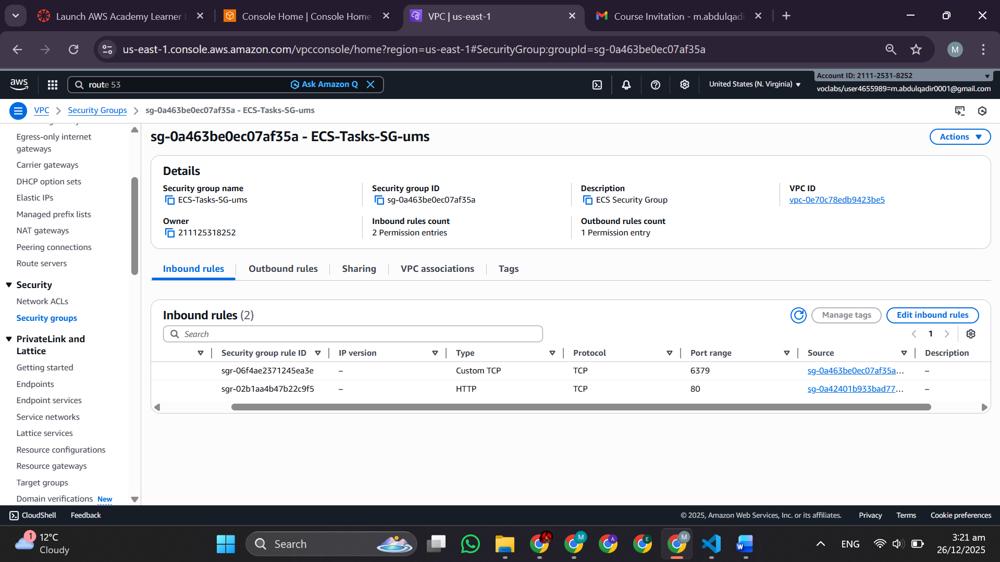 Launch AWS Academy Learner
Console Home | Console Home
VPC | us-east-1
Course Invitation - m.abdulqadi
us-east-1.console.aws.amazon.com/vpcconsole/home?region=us-east-1#SecurityGroup:groupId=sg-0a463be0ec07af35a
M
aws
route 53
Ask Amazon Q
United States (N. Virginia)
Account ID: 2111-2531-8252
voclabs/user4655989=m.abdulqadir0001@gmail.com
VPC
Security Groups
sg-0a463be0ec07af35a - ECS-Tasks-SG-ums
Egress-only internet
gateways
Carrier gateways
DHCP option sets
Elastic IPs
Managed prefix lists
NAT gateways
Peering connections
Route servers
Security
Network ACLs
Security groups
PrivateLink and
Lattice
Getting started
Endpoints
Endpoint services
Service networks
Lattice services
Resource configurations
Resource gateways
Target groups
Domain verifications New
sg-0a463be0ec07af35a - ECS-Tasks-SG-ums
Actions
Details
Security group name
ECS-Tasks-SG-ums
Security group ID
sg-0a463be0ec07af35a
Description
ECS Security Group
VPC ID
vpc-0e70c78edb9423be5
Owner
211125318252
Inbound rules count
2 Permission entries
Outbound rules count
1 Permission entry
Inbound rules
Outbound rules
Sharing
VPC associations
Tags
Inbound rules (2)
Manage tags
Edit inbound rules
Search
1
Security group rule ID IP version Type Protocol Port range Source Description
sgr-06f4ae2371245ea3e – Custom TCP TCP 6379 sg-0a463be0ec07af35a... –
sgr-02b1aa4b47b22c9f5 – HTTP TCP 80 sg-0a42401b933bad77... –
CloudShell
Feedback
© 2025, Amazon Web Services, Inc. or its affiliates.
Privacy
Terms
Cookie preferences
1
12°C
Cloudy
Search
M
A
E
M
W
ENG
3:21 am
26/12/2025